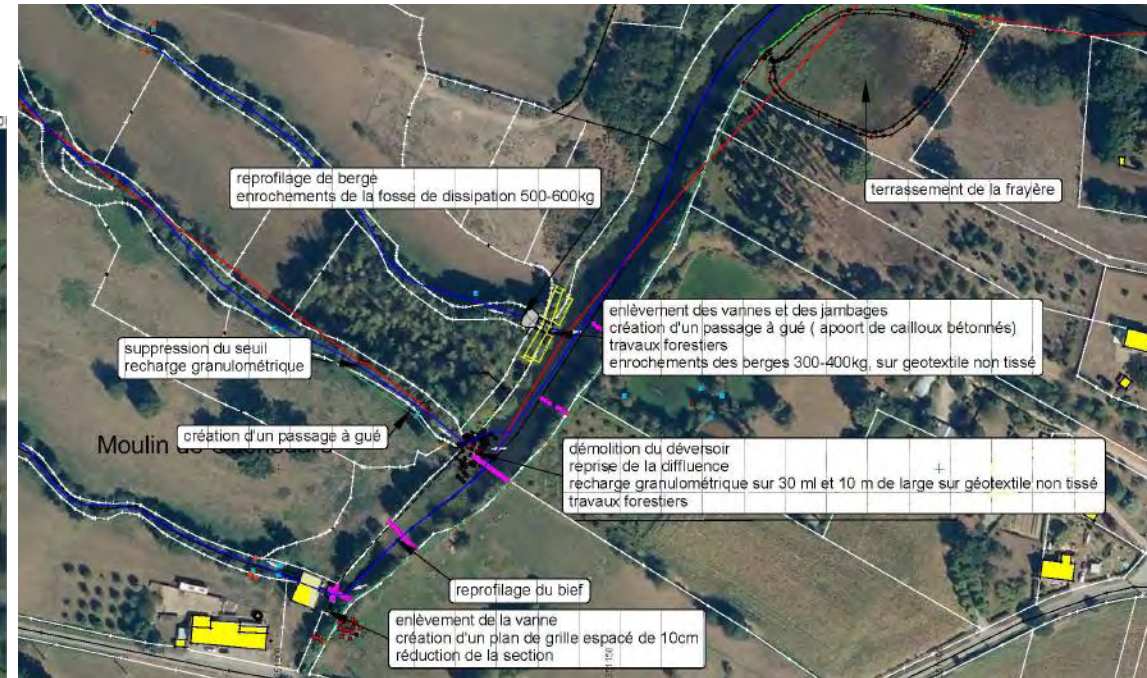 reprofilage de berge
enrochements de la fosse de dissipation 500-600kg
terrassement de la frayère
enlèvement des vannes et des jambages
création d'un passage à gué ( apoort de cailloux bétonnés)
travaux forestiers
enrochements des berges 300-400kg, sur geotextile non tissé
suppression du seuil
recharge granulométrique
création d'un passage à gué
Moulin
démolition du déversoir
reprise de la diffluence
recharge granulométrique sur 30 ml et 10 m de large sur géotextile non tissé
travaux forestiers
reprofilage du bief
enlèvement de la vanne
création d'un plan de grille espacé de 10cm
réduction de la section